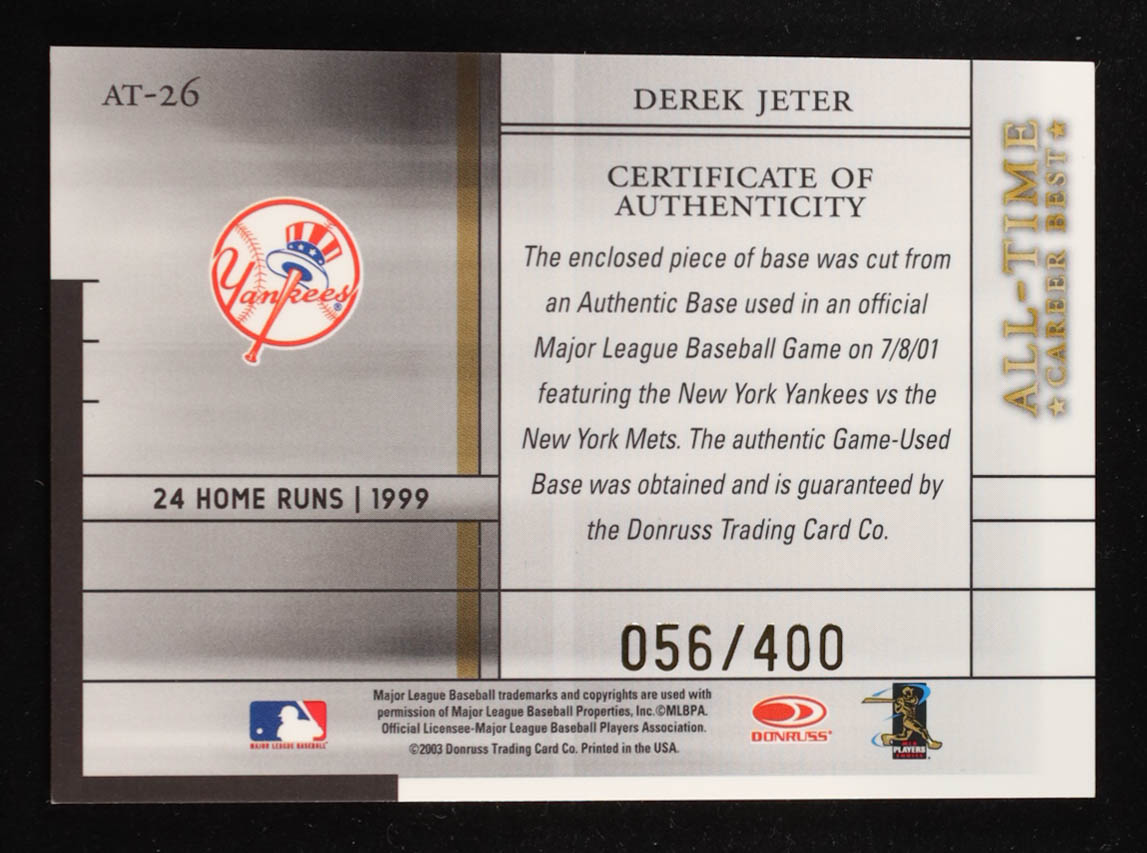 AT-26
Yankees®
24 HOME RUNS | 1999
DEREK JETER
CERTIFICATE OF
AUTHENTICITY
The enclosed piece of base was cut from
an Authentic Base used in an official
Major League Baseball Game on 7/8/01
featuring the New York Yankees vs the
New York Mets. The authentic Game-Used
Base was obtained and is guaranteed by
the Donruss Trading Card Co.
056/400
ALL-TIME
★ CAREER BEST ★
MAJOR LEAGUE BASEBALL
Major League Baseball trademarks and copyrights are used with
permission of Major League Baseball Properties, Inc.©MLBPA.
Official Licensee-Major League Baseball Players Association.
©2003 Donruss Trading Card Co. Printed in the USA.
DONRUSS
MLB
PLAYERS
CHOICE